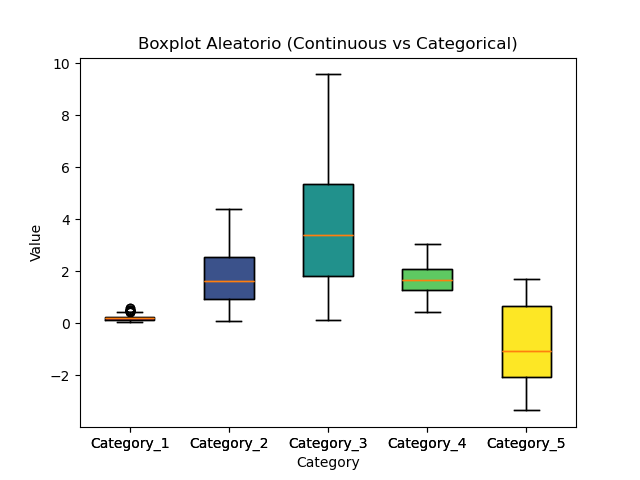 Boxplot Aleatorio (Continuous vs Categorical)
10
8
6
4
2
0
−2
Value
Category_1 Category_2 Category_3 Category_4 Category_5
Category